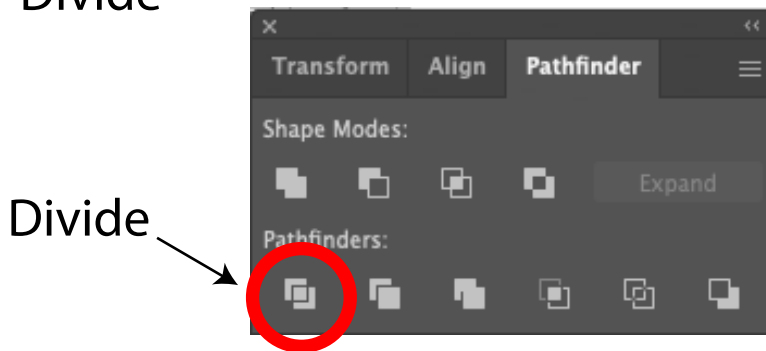 Divide
Transform Align Pathfinder
Shape Modes:
Expand
Divide
Pathfinders: